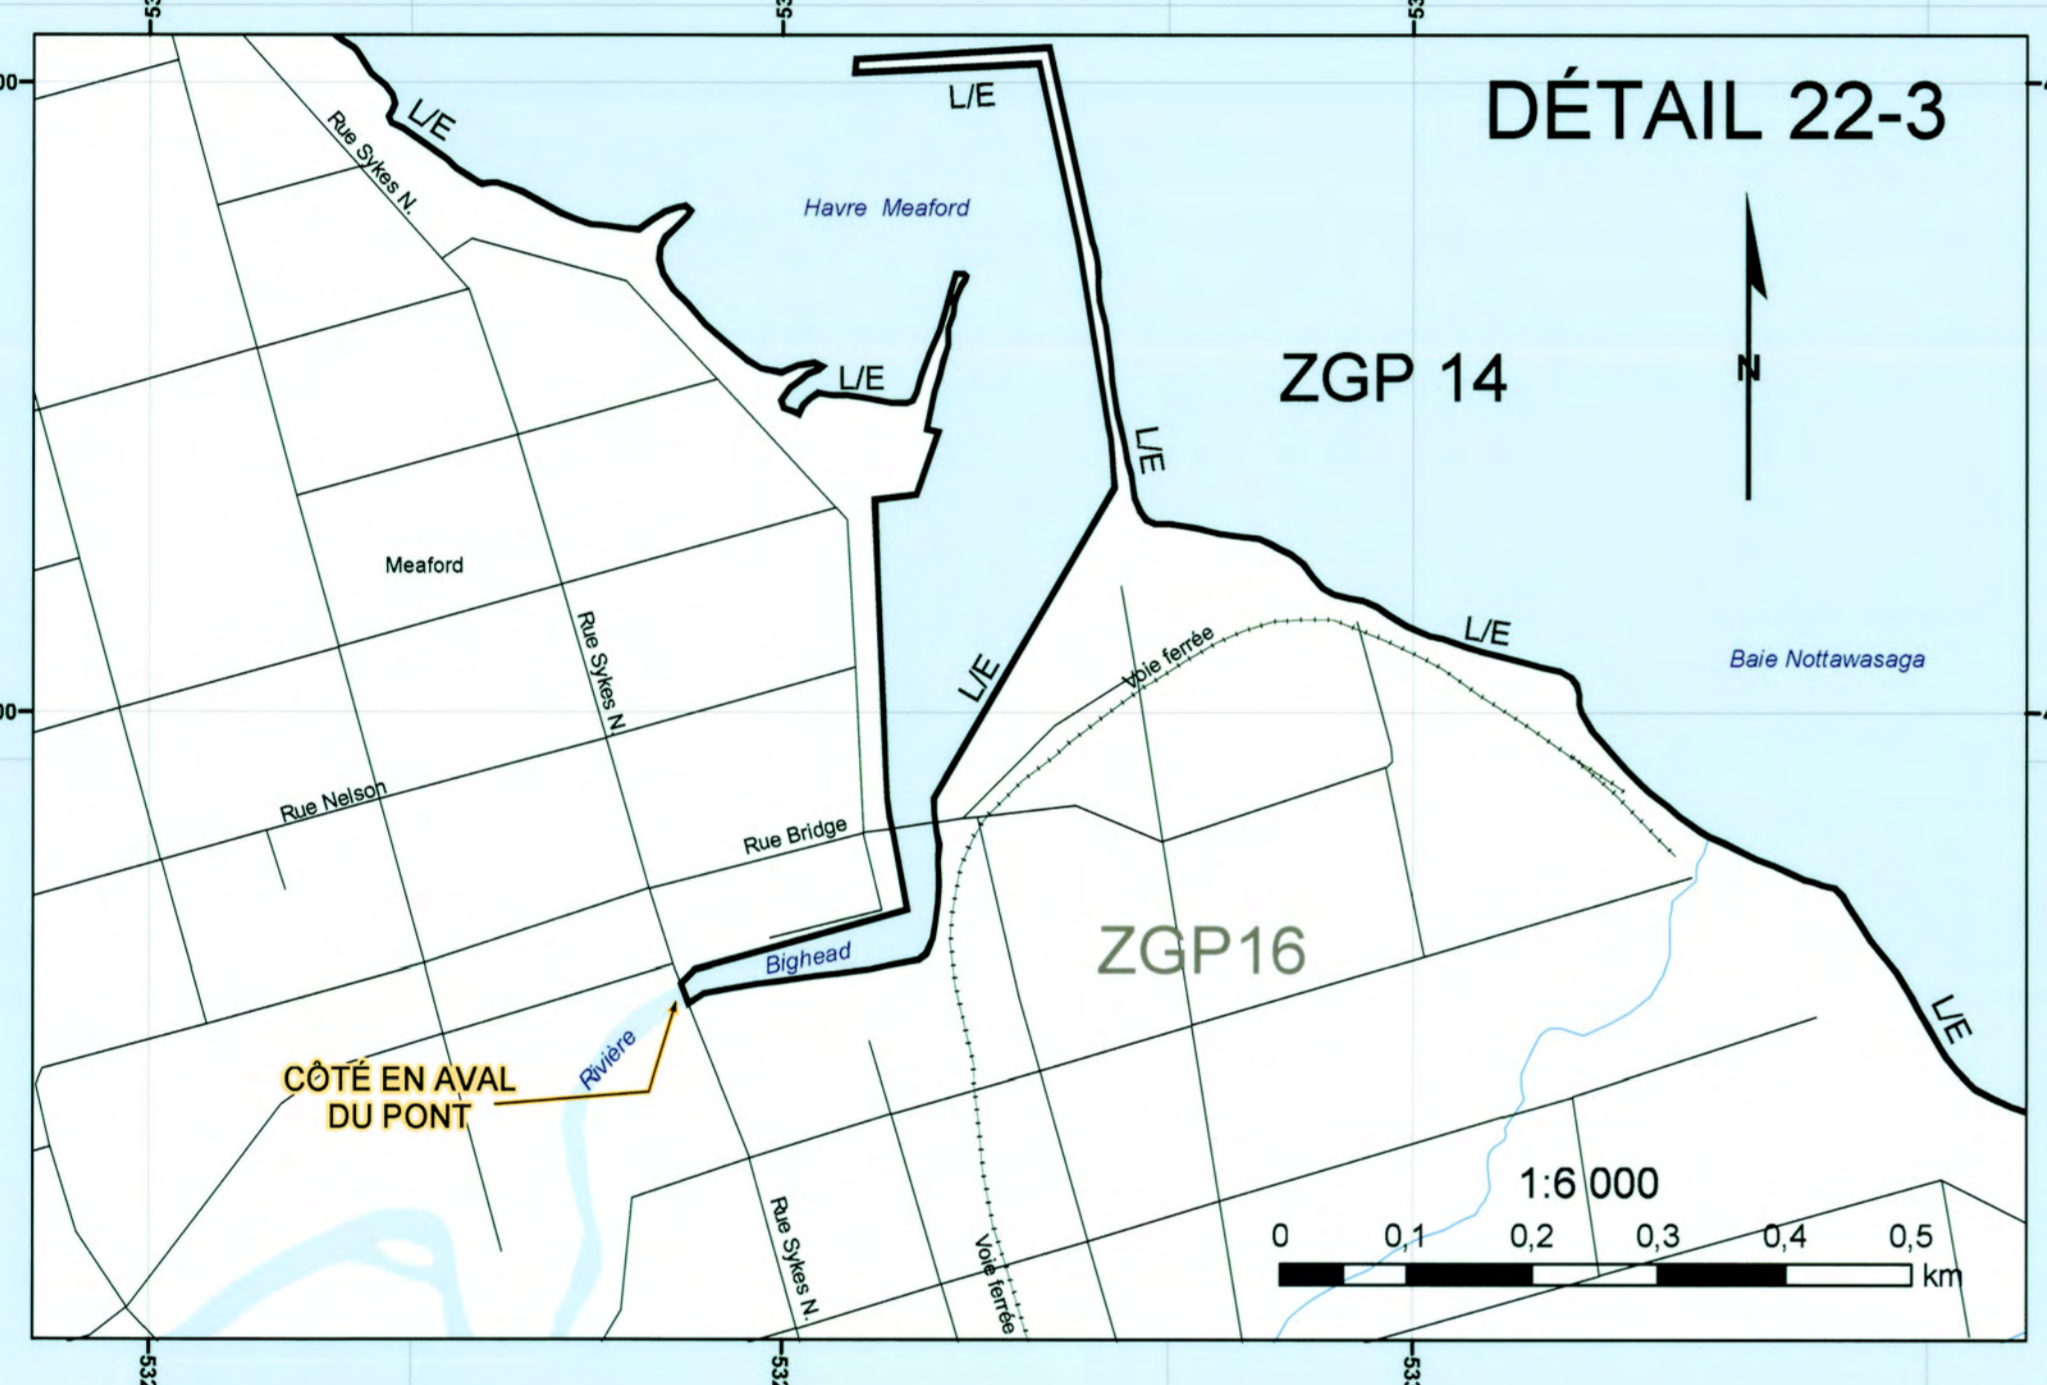 DÉTAIL 22-3
L/E
L/E
Rue Sykes N.
Havre Meaford
N
ZGP 14
L/E
L/E
Meaford
Rue Sykes N.
L/E
Voie ferrée
L/E
Baie Nottawasaga
Rue Nelson
Rue Bridge
Bighead
ZGP16
L/E
Rivière
CÔTÉ EN AVAL
DU PONT
1:6 000
Rue Sykes N.
Voie ferrée
0 0,1 0,2 0,3 0,4 0,5
km